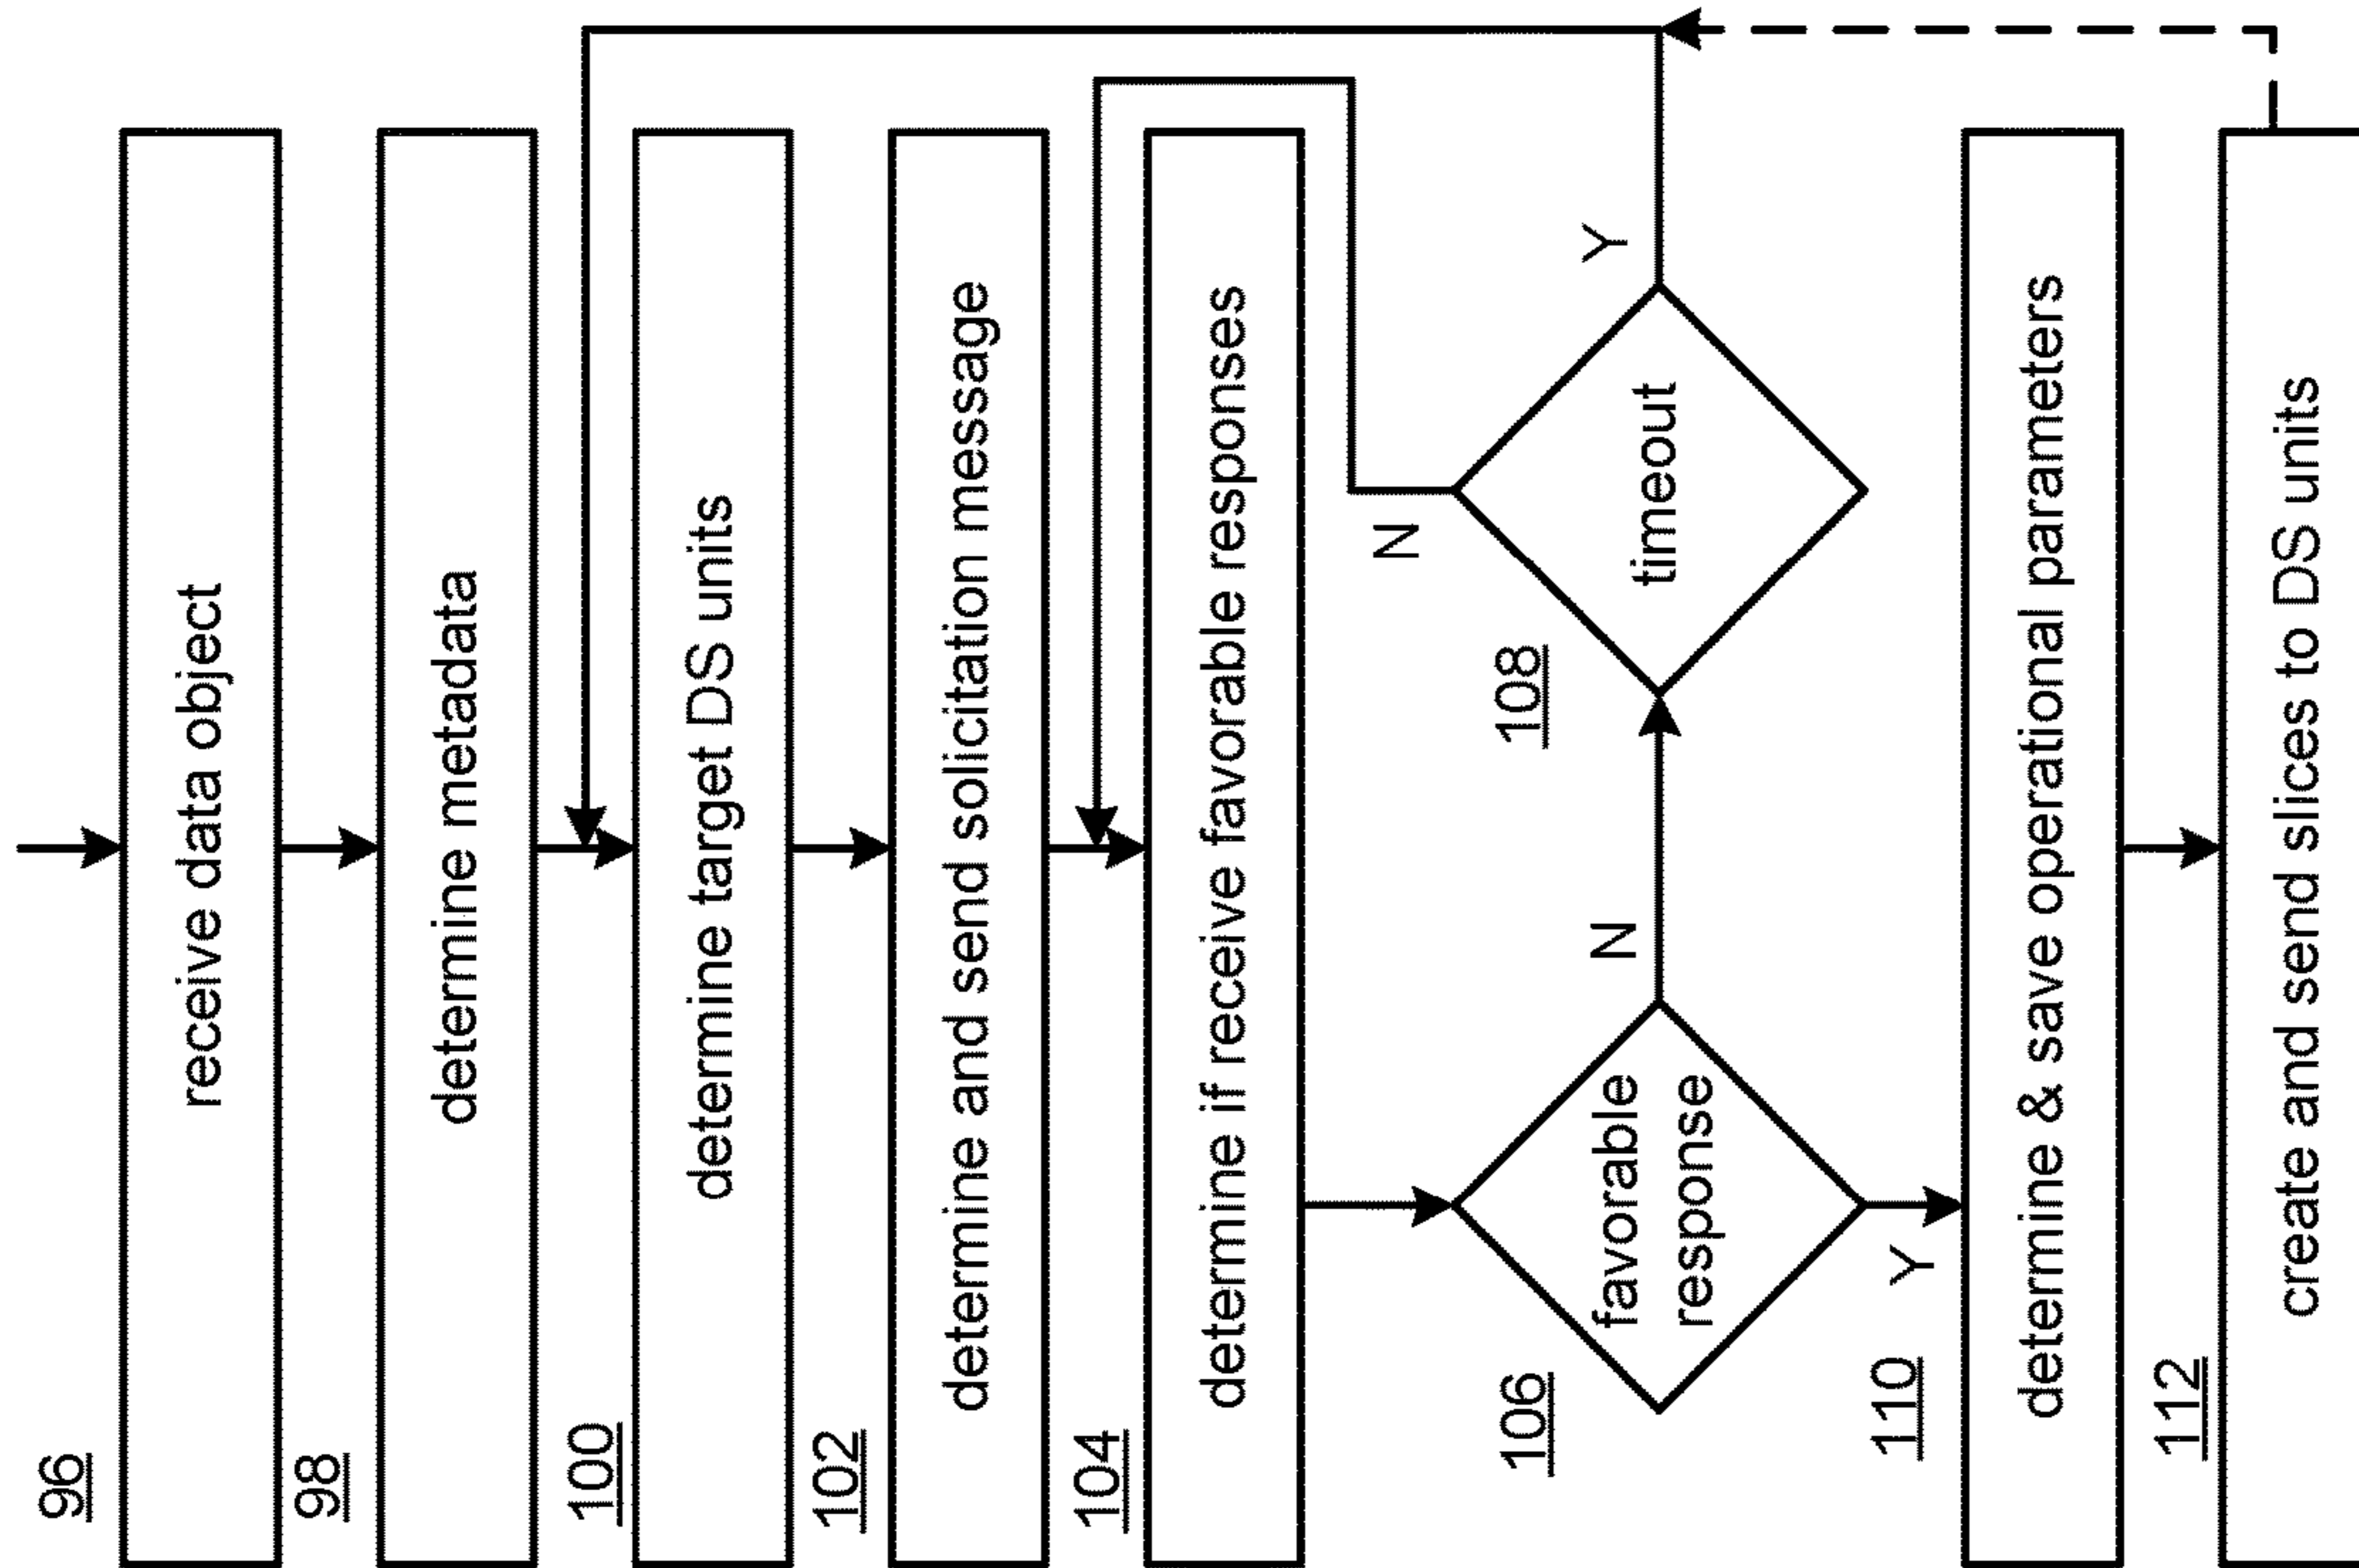 96
receive data object
98
determine metadata
100
determine target DS units
102
determine and send solicitation message
104
determine if receive favorable responses
106
favorable
response
N
108
timeout
N
Y
Y
110
determine & save operational parameters
112
create and send slices to DS units